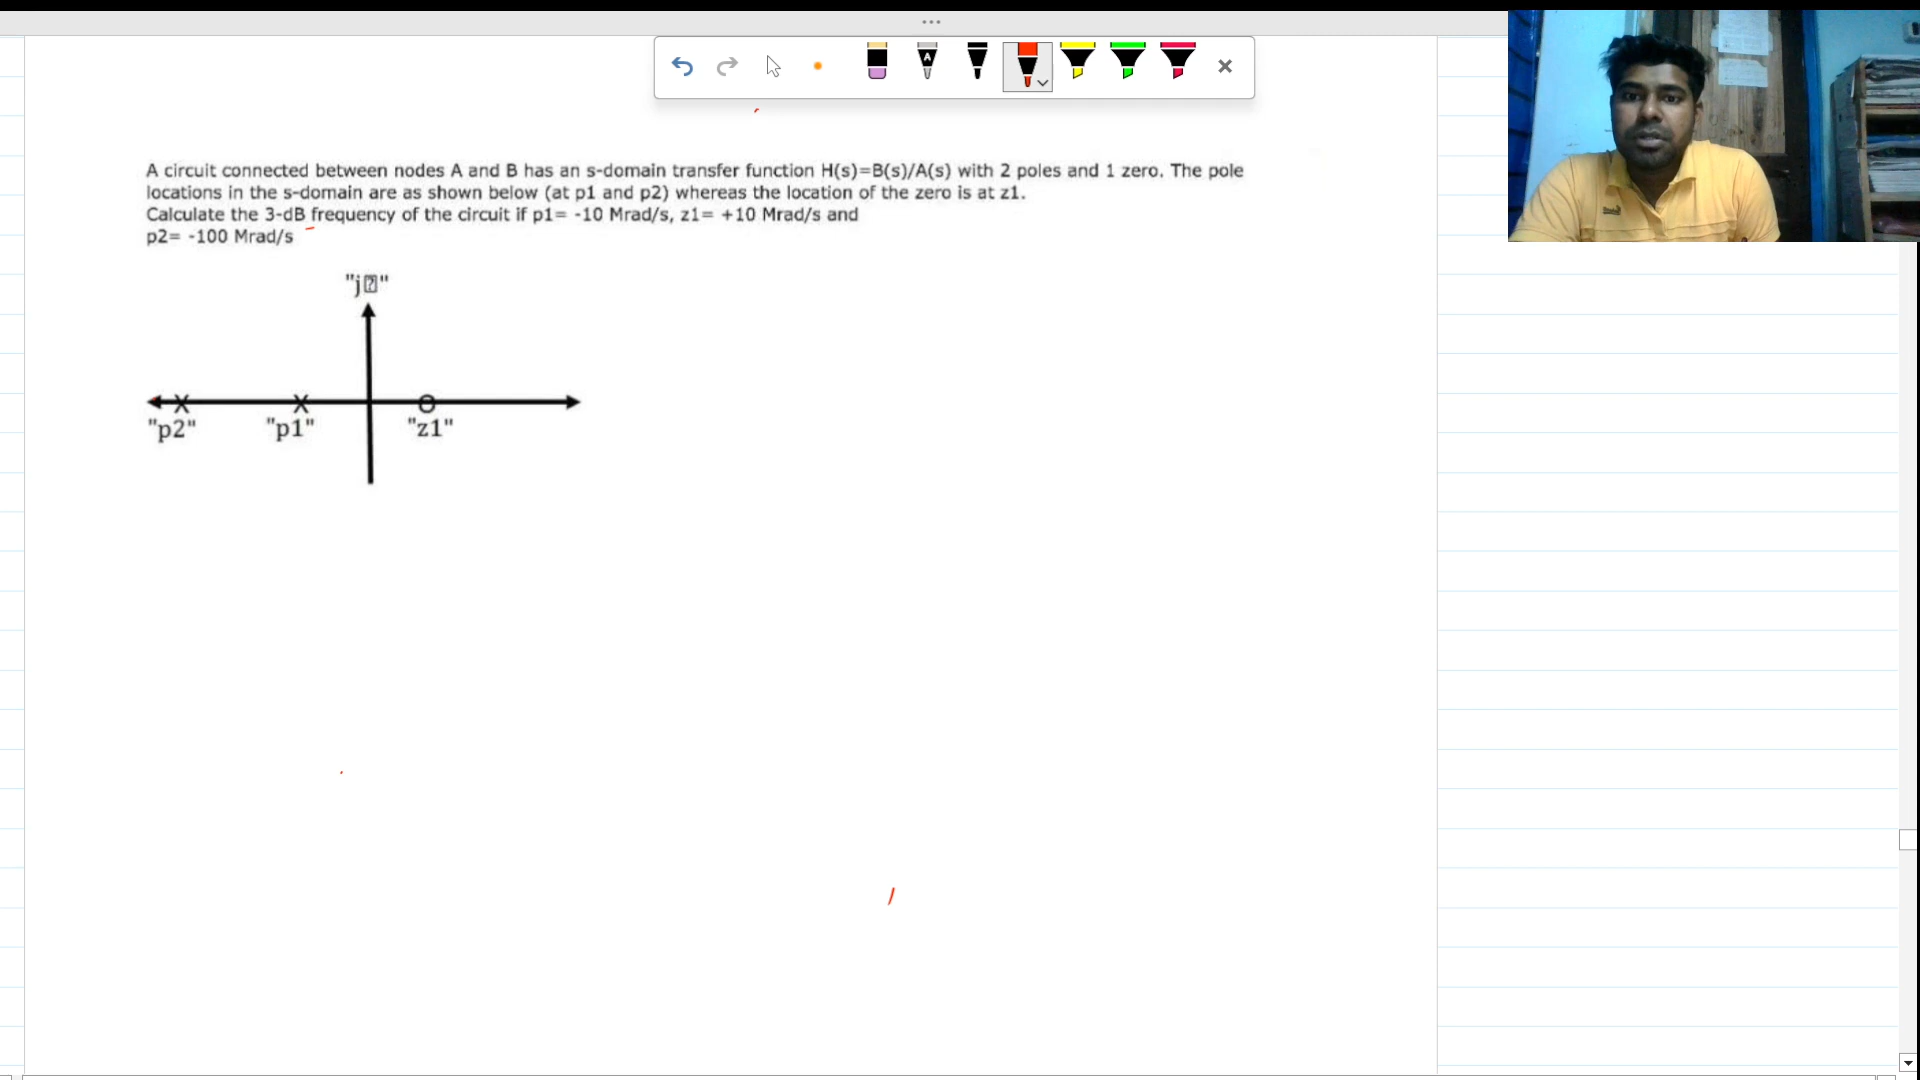 A circuit connected between nodes A and B has an s-domain transfer function H(s)=B(s)/A(s) with 2 poles and 1 zero. The pole
locations in the s-domain are as shown below (at p1 and p2) whereas the location of the zero is at z1.
Calculate the 3-dB frequency of the circuit if p1= -10 Mrad/s, z1= +10 Mrad/s and
p2= -100 Mrad/s
"j⍰"
"p2" "p1" "z1"